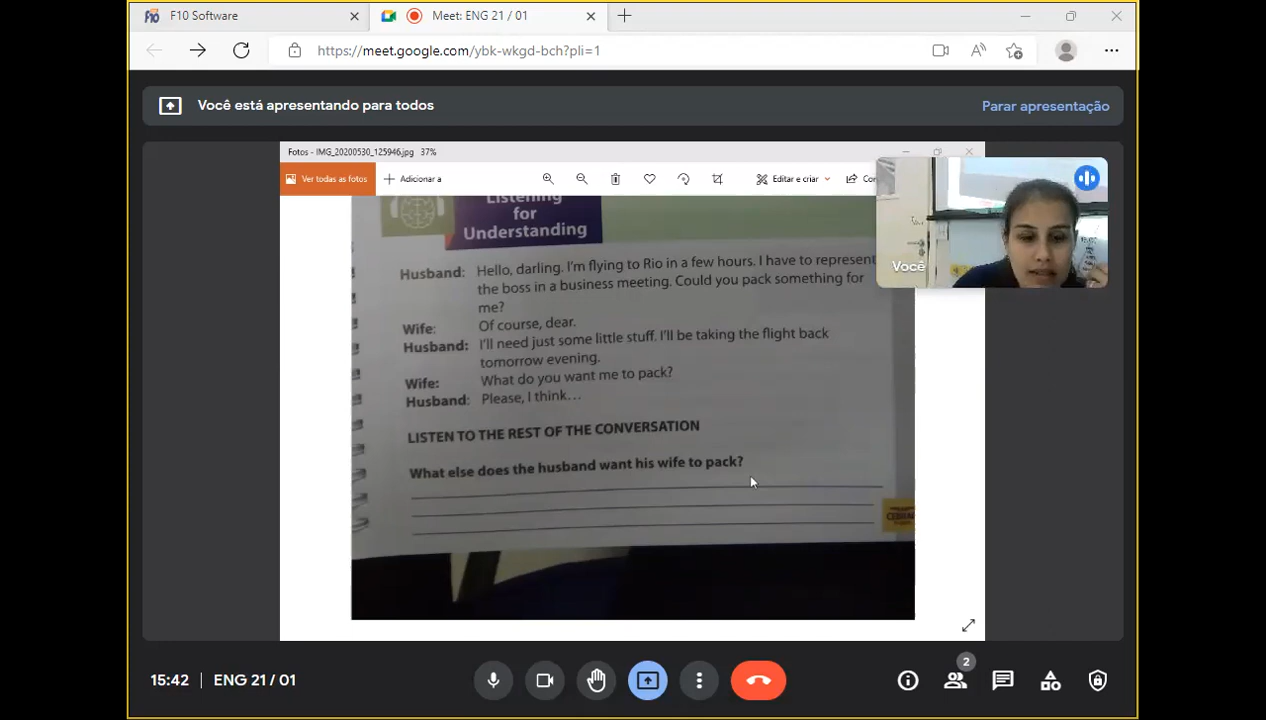 F10 Software
Meet: ENG 21 / 01
https://meet.google.com/ybk-wkgd-bch?pli=1
Você está apresentando para todos
Parar apresentação
Fotos - IMG_20200530_125946.jpg 37%
Ver todas as fotos
Adicionar a
Editar e criar
Você
Listening
for
Understanding
Husband: Hello, darling. I'm flying to Rio in a few hours. I have to represent
the boss in a business meeting. Could you pack something for
me?
Wife: Of course, dear.
Husband: I'll need just some little stuff. I'll be taking the flight back
tomorrow evening.
Wife: What do you want me to pack?
Husband: Please, I think...
LISTEN TO THE REST OF THE CONVERSATION
What else does the husband want his wife to pack?
15:42 | ENG 21 / 01
2